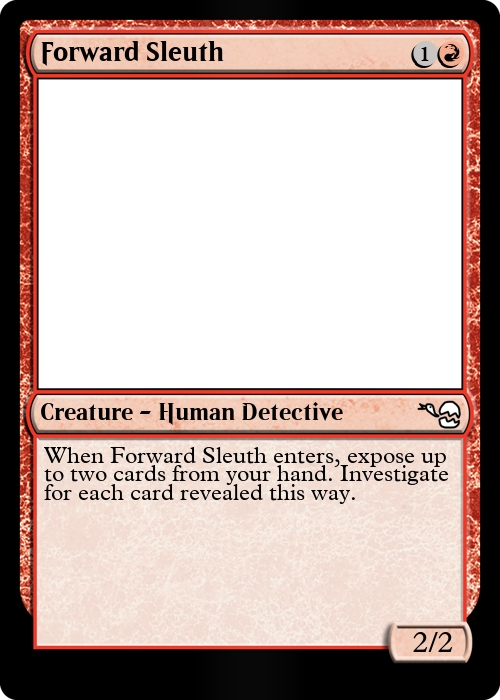 Forward Sleuth 1
Creature – Human Detective
When Forward Sleuth enters, expose up
to two cards from your hand. Investigate
for each card revealed this way.
2/2